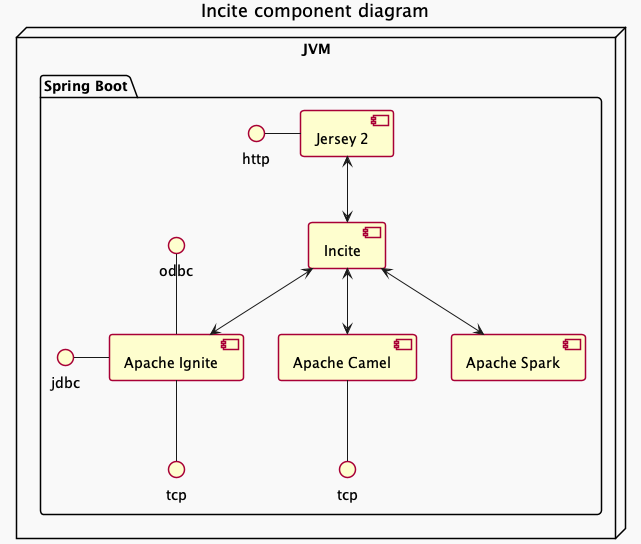 Incite component diagram
JVM
Spring Boot
Jersey 2
http
Incite
odbc
Apache Ignite
Apache Camel
Apache Spark
jdbc
tcp
tcp